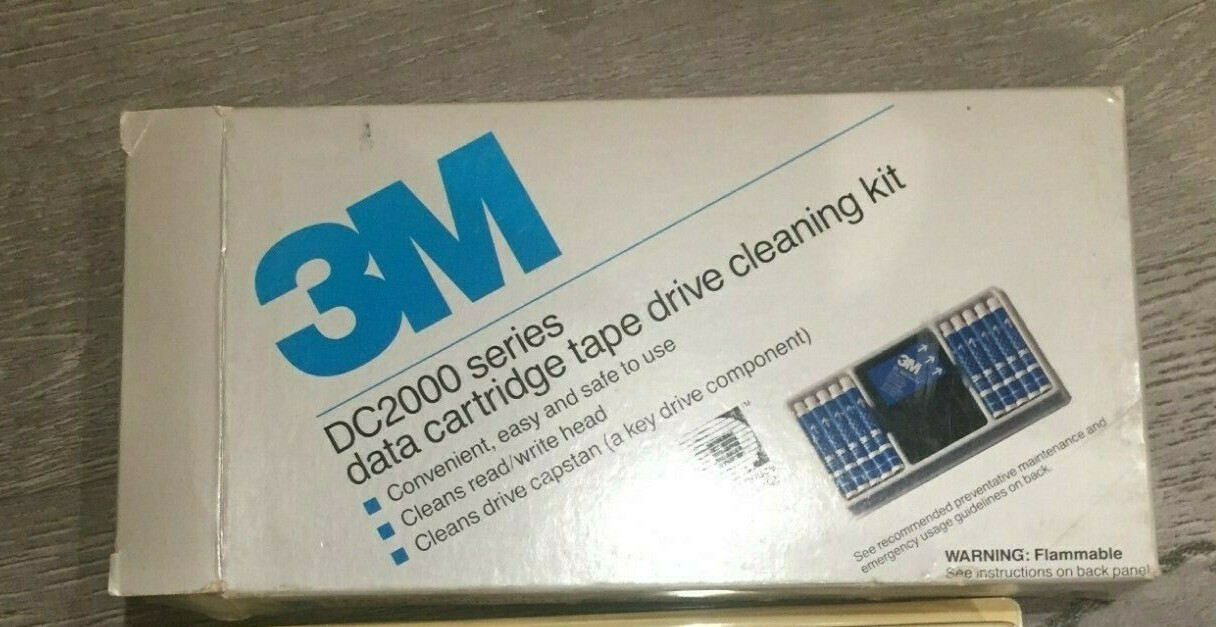 3M
DC2000 series
data cartridge tape drive cleaning kit
Convenient, easy and safe to use
Cleans read/write head
Cleans drive capstan (a key drive component)
™
3M
See recommended preventative maintenance and
emergency usage guidelines on back.
WARNING: Flammable
See instructions on back panel